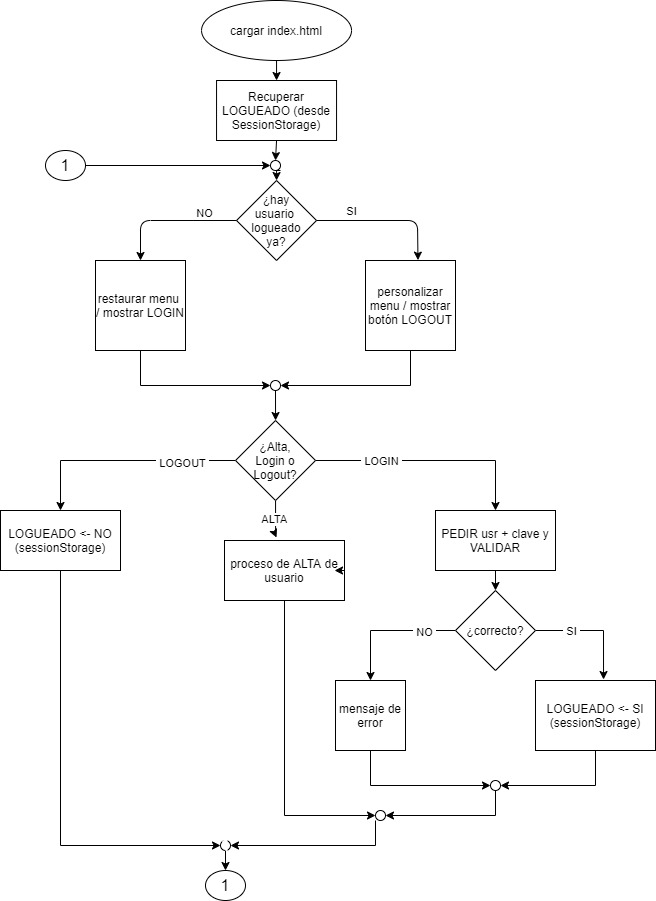 cargar index.html
Recuperar
LOGUEADO (desde
SessionStorage)
1
¿hay
usuario
logueado
ya?
NO
SI
restaurar menu
/ mostrar LOGIN
personalizar
menu / mostrar
botón LOGOUT
¿Alta,
Login o
Logout?
LOGOUT
LOGIN
ALTA
LOGUEADO <- NO
(sessionStorage)
proceso de ALTA de
usuario
PEDIR usr + clave y
VALIDAR
¿correcto?
NO
SI
mensaje de
error
LOGUEADO <- SI
(sessionStorage)
1